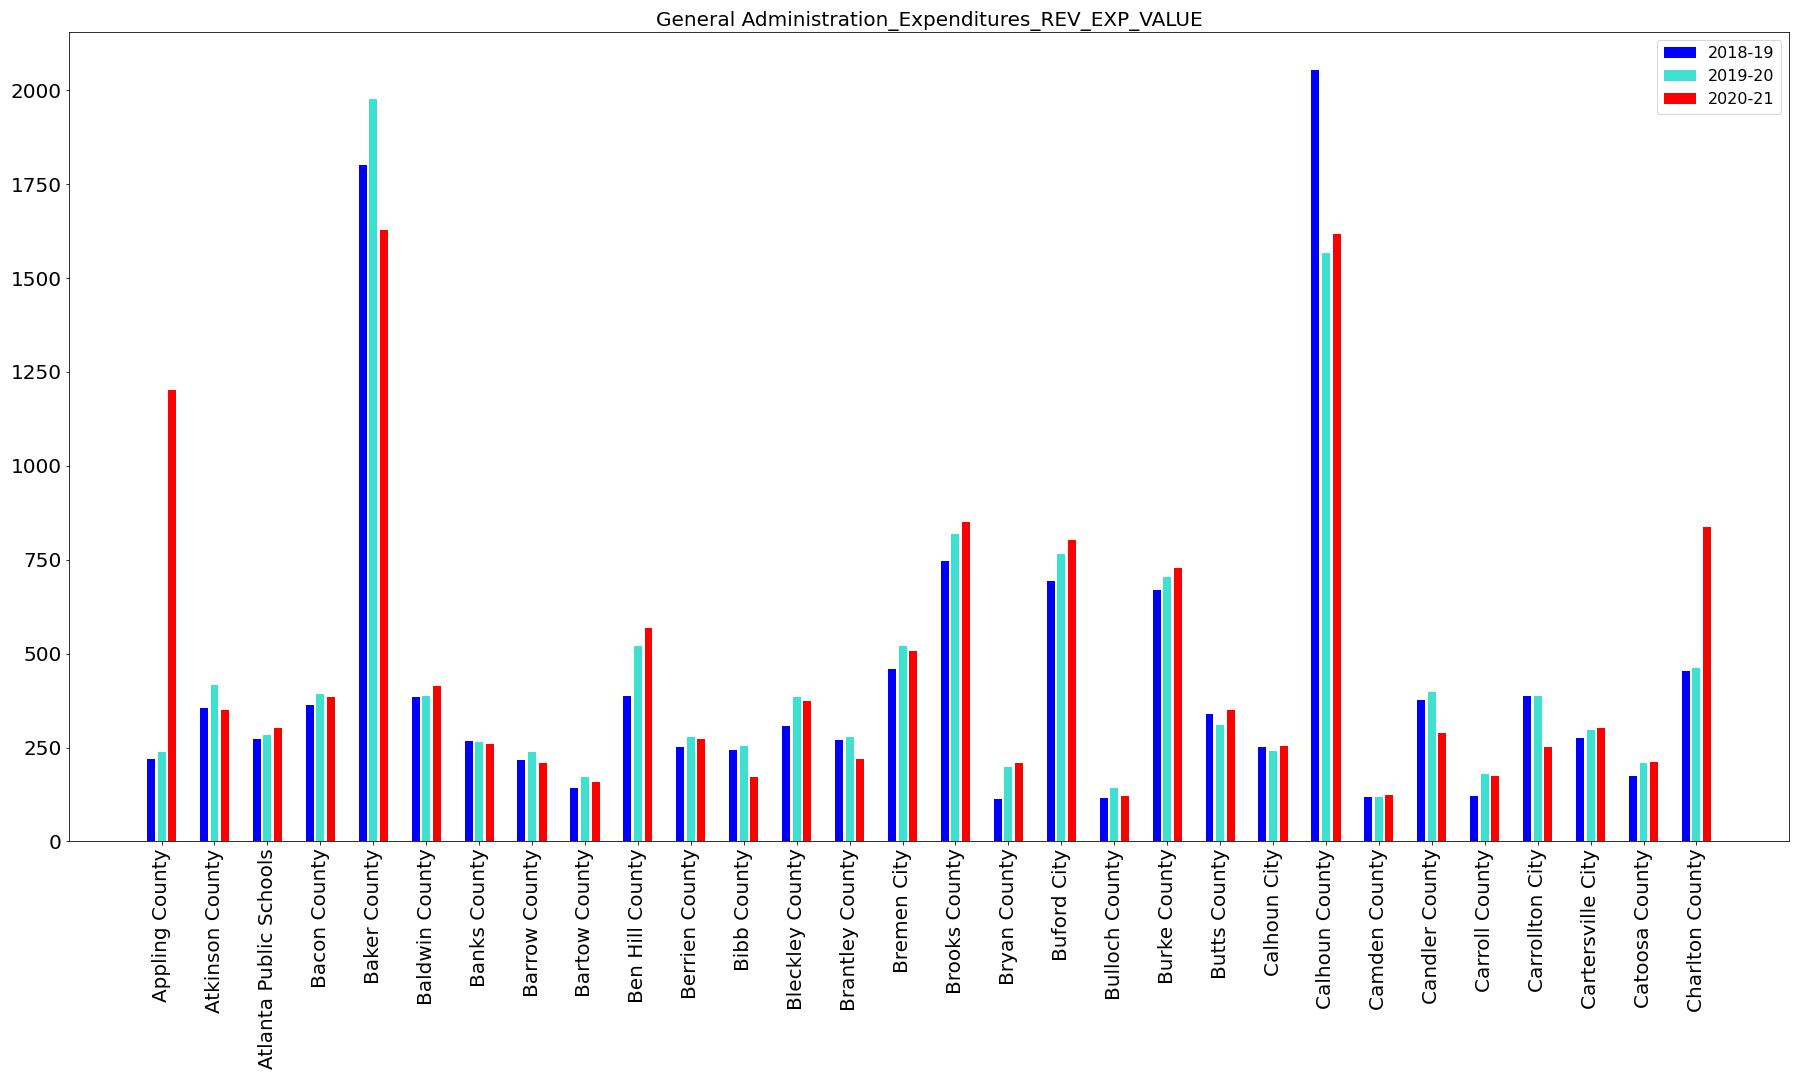 General Administration_Expenditures_REV_EXP_VALUE
2018-19
2019-20
2020-21
2000
1750
1500
1250
1000
750
500
250
0
Appling County
Atkinson County
Atlanta Public Schools
Bacon County
Baker County
Baldwin County
Banks County
Barrow County
Bartow County
Ben Hill County
Berrien County
Bibb County
Bleckley County
Brantley County
Bremen City
Brooks County
Bryan County
Buford City
Bulloch County
Burke County
Butts County
Calhoun City
Calhoun County
Camden County
Candler County
Carroll County
Carrollton City
Cartersville City
Catoosa County
Charlton County